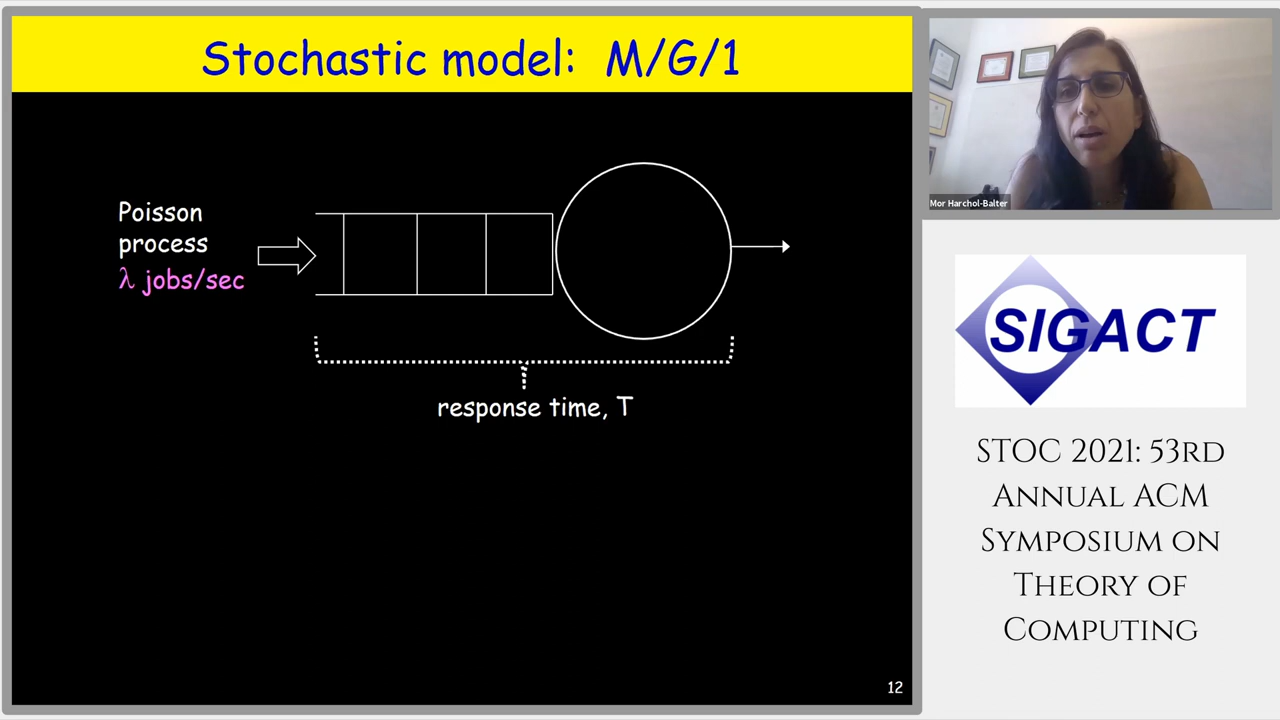 Stochastic model: M/G/1
Poisson
process
λ jobs/sec
response time, T
12
Mor Harchol-Balter
SIGACT
STOC 2021: 53rd
Annual ACM
Symposium on
Theory of
Computing